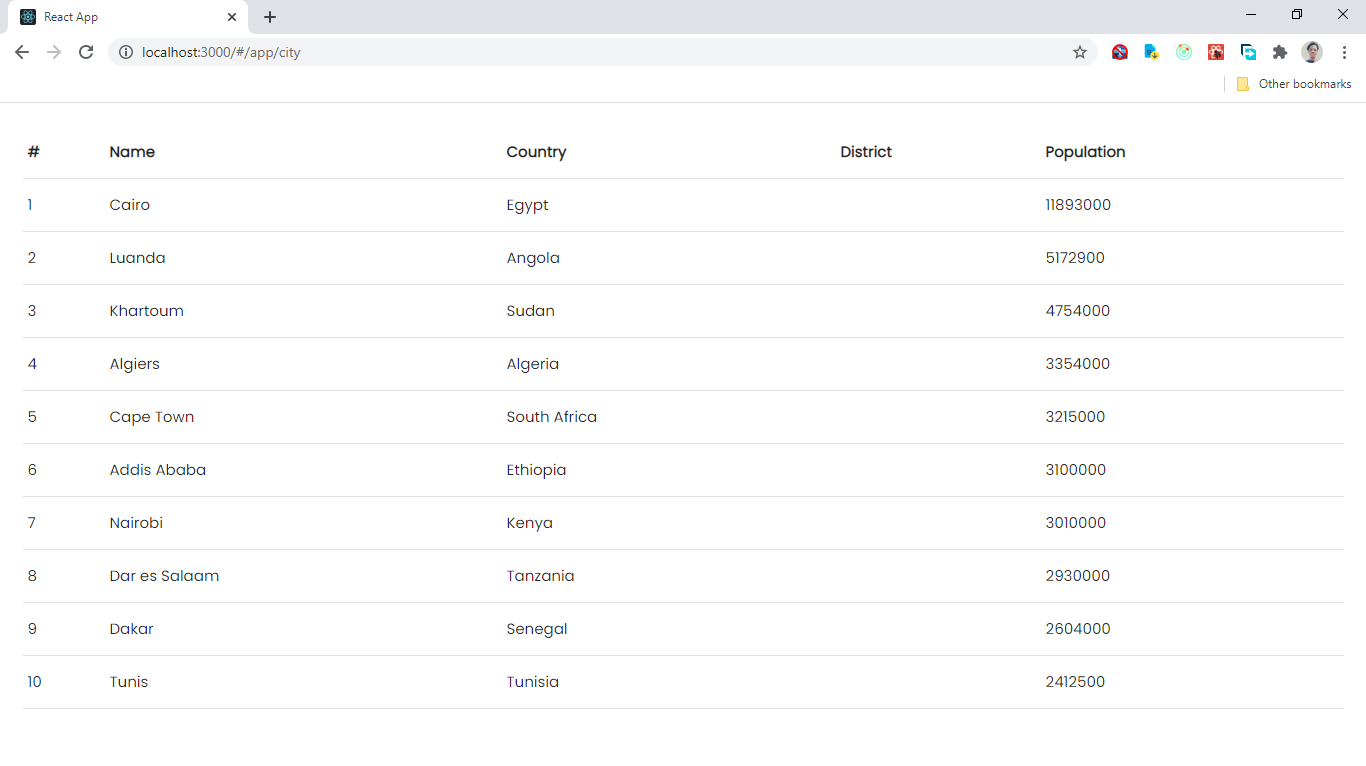 React App
localhost:3000/#/app/city
Other bookmarks
# Name Country District Population
1 Cairo Egypt 11893000
2 Luanda Angola 5172900
3 Khartoum Sudan 4754000
4 Algiers Algeria 3354000
5 Cape Town South Africa 3215000
6 Addis Ababa Ethiopia 3100000
7 Nairobi Kenya 3010000
8 Dar es Salaam Tanzania 2930000
9 Dakar Senegal 2604000
10 Tunis Tunisia 2412500